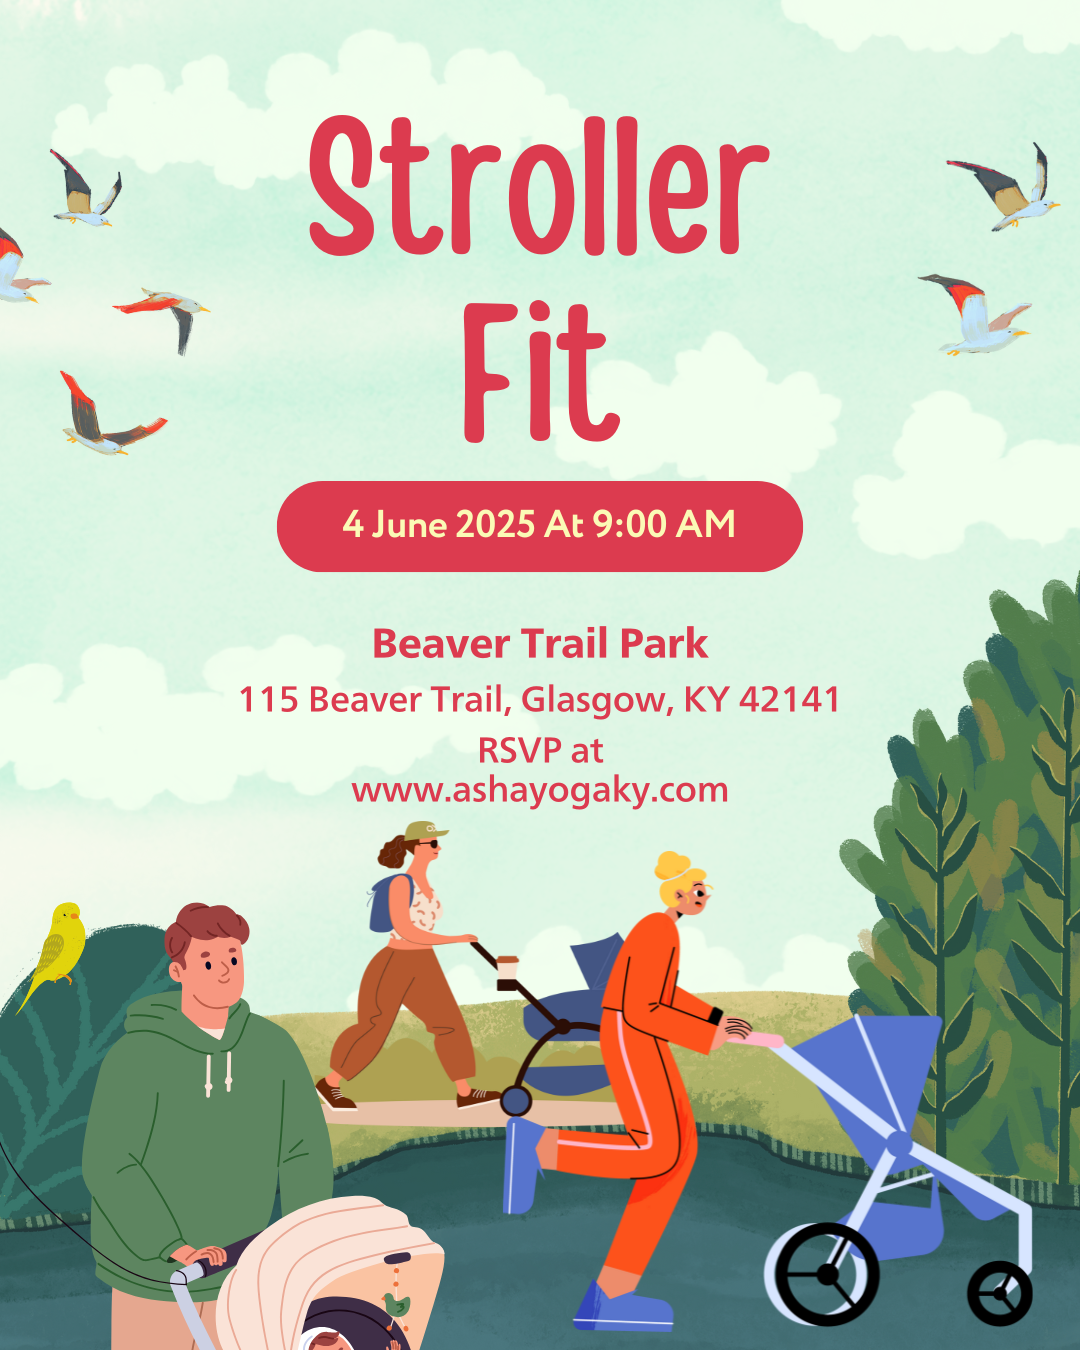 Stroller
Fit
4 June 2025 At 9:00 AM
Beaver Trail Park
115 Beaver Trail, Glasgow, KY 42141
RSVP at
www.ashayogaky.com